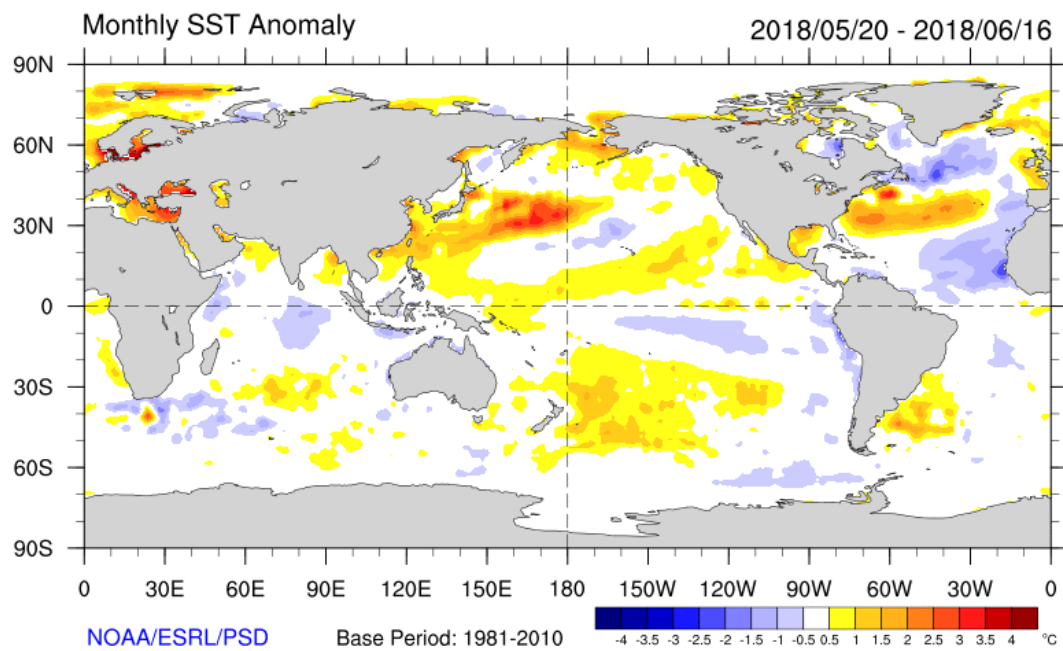 Monthly SST Anomaly 2018/05/20 - 2018/06/16
90N
60N
30N
0
30S
60S
90S
0 30E 60E 90E 120E 150E 180 150W 120W 90W 60W 30W 0
NOAA/ESRL/PSD Base Period: 1981-2010
-4 -3.5 -3 -2.5 -2 -1.5 -1 -0.5 0.5 1 1.5 2 2.5 3 3.5 4 °C